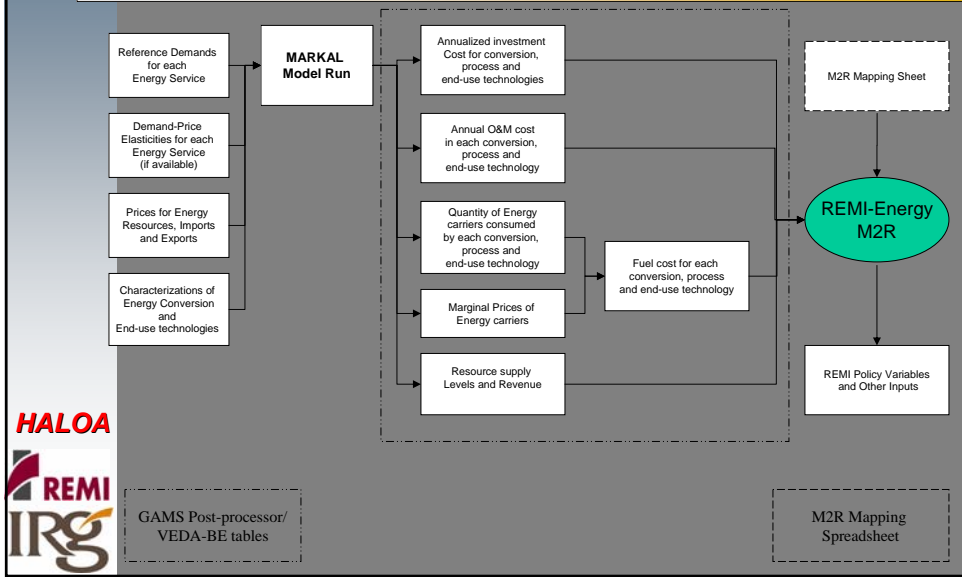 Reference Demands
for each
Energy Service
Demand-Price
Elasticities for each
Energy Service
(if available)
Prices for Energy
Resources, Imports
and Exports
Characterizations of
Energy Conversion
and
End-use technologies
MARKAL
Model Run
Annualized investment
Cost for conversion,
process and
end-use technologies
Annual O&M cost
in each conversion,
process and
end-use technology
Quantity of Energy
carriers consumed
by each conversion,
process and
end-use technology
Marginal Prices of
Energy carriers
Resource supply
Levels and Revenue
Fuel cost for each
conversion, process
and end-use technology
M2R Mapping Sheet
REMI-Energy
M2R
REMI Policy Variables
and Other Inputs
HALOA
REMI
IRG
GAMS Post-processor/
VEDA-BE tables
M2R Mapping
Spreadsheet